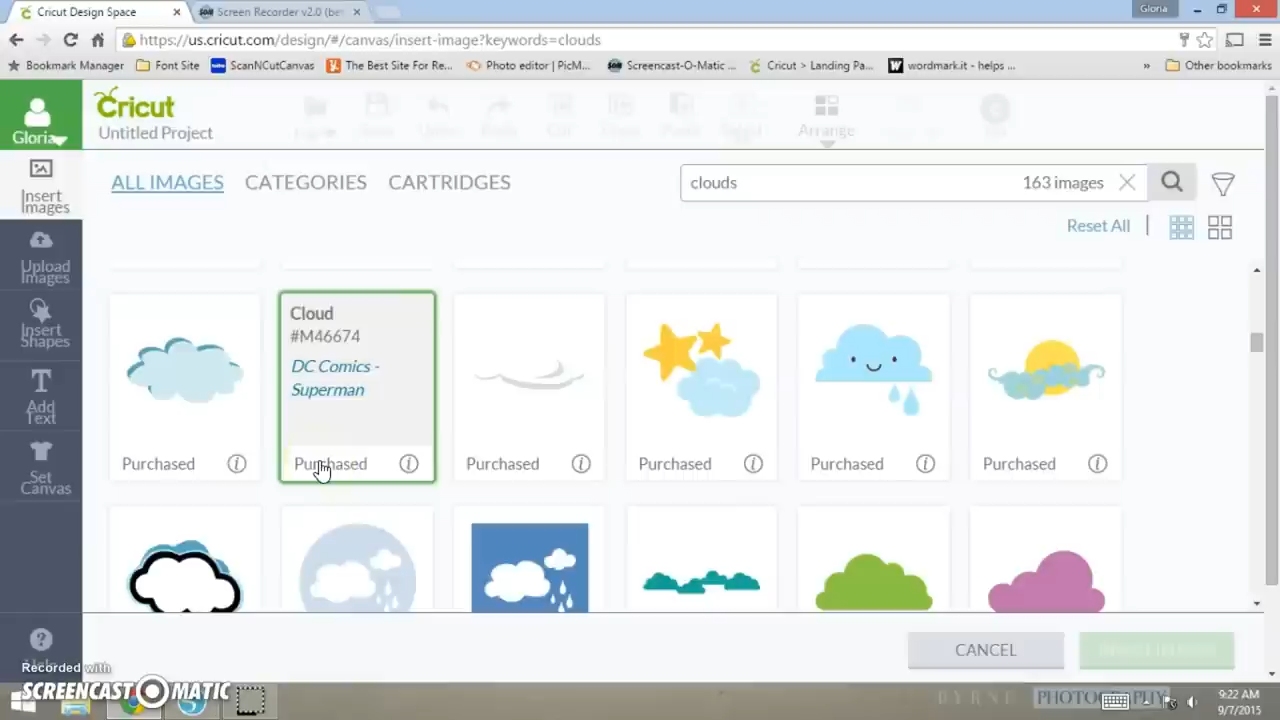 Cricut Design Space
Screen Recorder v2.0 (be
Gloria
https://us.cricut.com/design/#/canvas/insert-image?keywords=clouds
Bookmark Manager
Font Site
ScanNCutCanvas
The Best Site For Re...
Photo editor | PicM...
Screencast-O-Matic ...
Cricut > Landing Pa...
wordmark.it - helps ...
»
Other bookmarks
Gloria
Cricut
Untitled Project
Arrange
Insert
Images
ALL IMAGES
CATEGORIES
CARTRIDGES
clouds
163 images
Reset All
Upload
Images
Insert
Shapes
Add
Text
Set
Canvas
Cloud
#M46674
DC Comics -
Superman
Purchased
Purchased
Purchased
Purchased
Purchased
Purchased
CANCEL
Recorded with
SCREENCAST-O-MATIC
BYRNE PHOTOGRAPHY
9:22 AM
9/7/2015